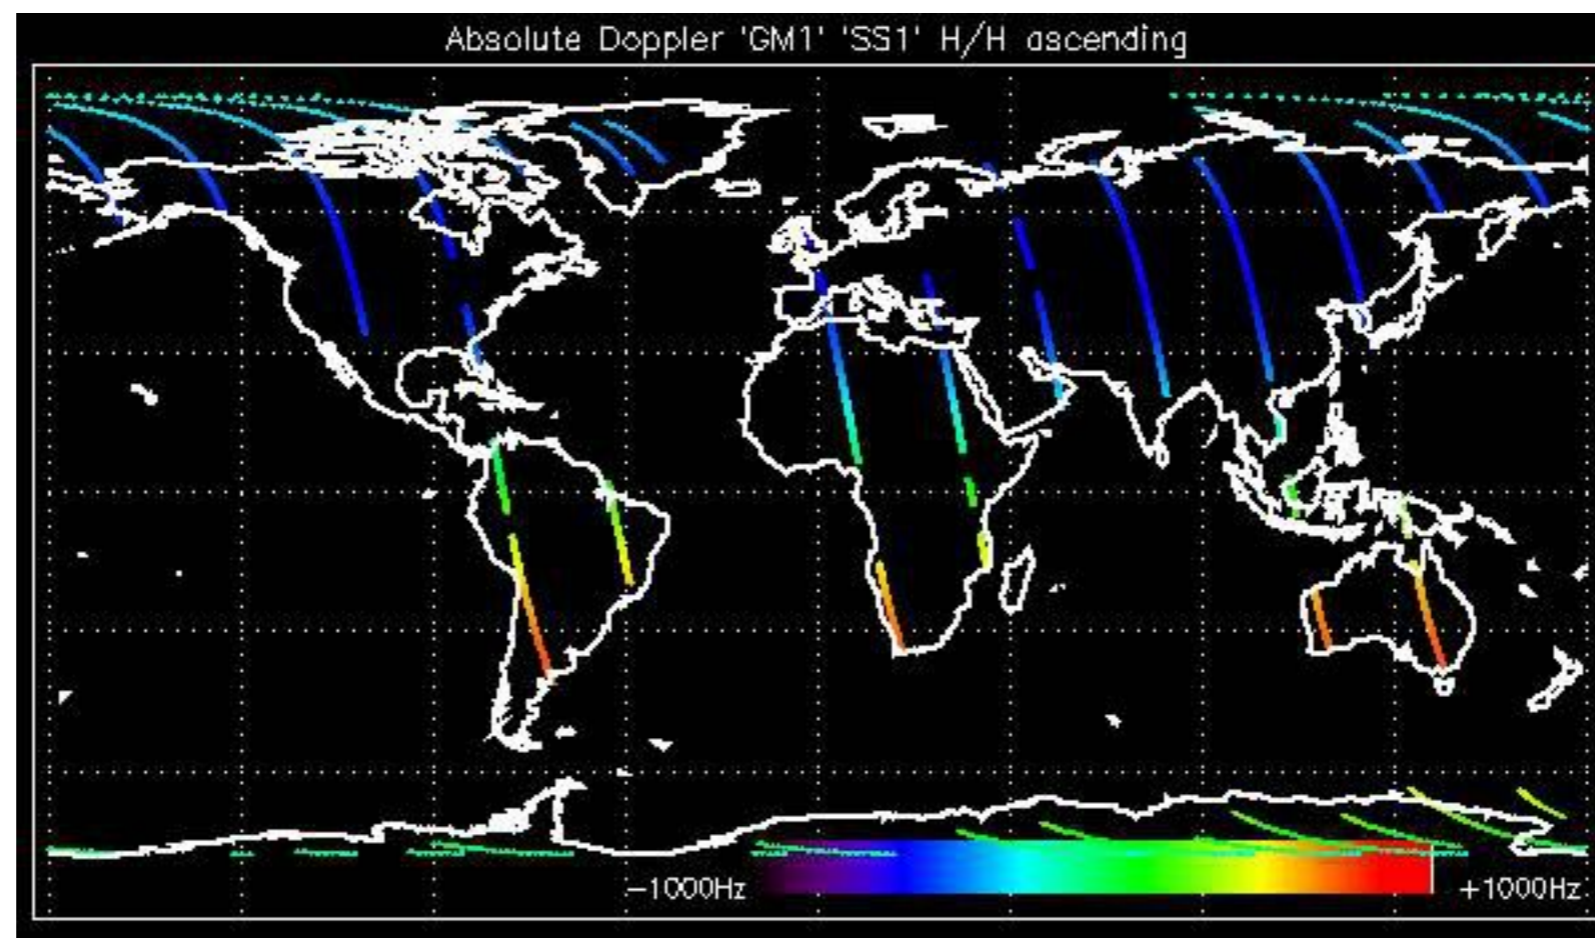 Absolute Doppler 'GM1' 'SS1' H/H ascending
−1000Hz
+1000Hz